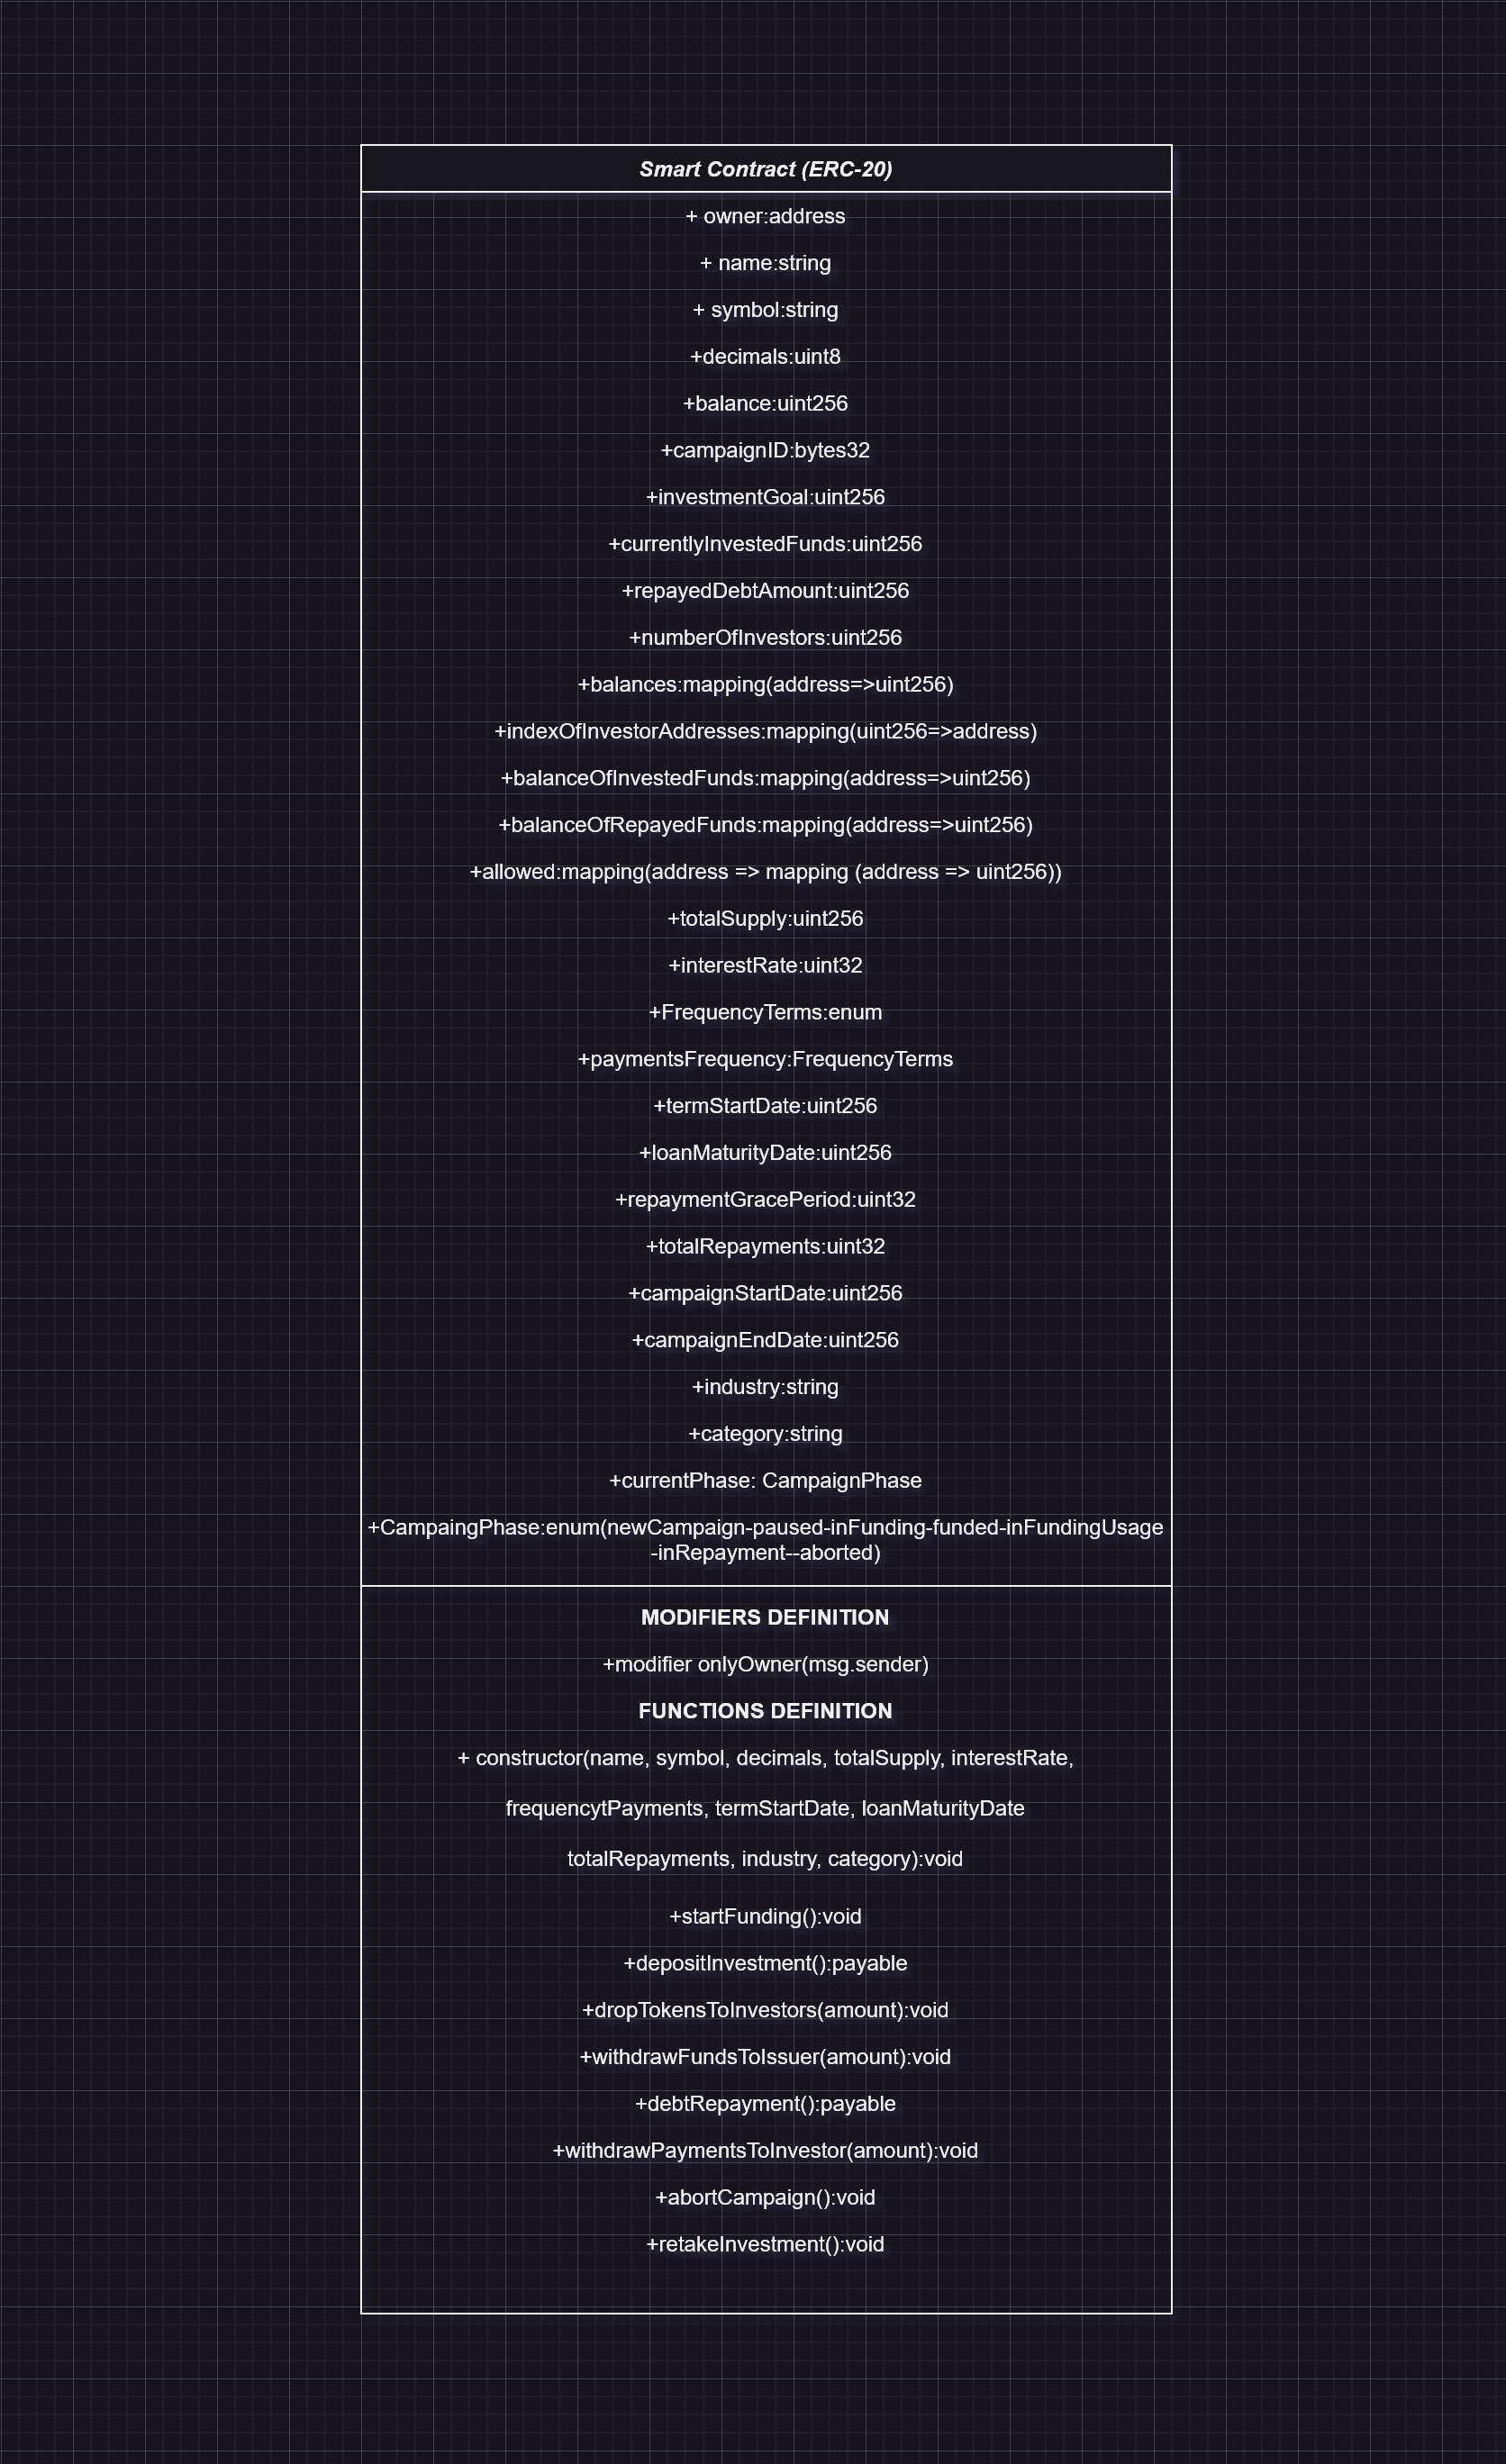 Smart Contract (ERC-20)
+ owner:address
+ name:string
+ symbol:string
+decimals:uint8
+balance:uint256
+campaignID:bytes32
+investmentGoal:uint256
+currentlyInvestedFunds:uint256
+repayedDebtAmount:uint256
+numberOfInvestors:uint256
+balances:mapping(address=>uint256)
+indexOfInvestorAddresses:mapping(uint256=>address)
+balanceOfInvestedFunds:mapping(address=>uint256)
+balanceOfRepayedFunds:mapping(address=>uint256)
+allowed:mapping(address => mapping (address => uint256))
+totalSupply:uint256
+interestRate:uint32
+FrequencyTerms:enum
+paymentsFrequency:FrequencyTerms
+termStartDate:uint256
+loanMaturityDate:uint256
+repaymentGracePeriod:uint32
+totalRepayments:uint32
+campaignStartDate:uint256
+campaignEndDate:uint256
+industry:string
+category:string
+currentPhase: CampaignPhase
+CampaingPhase:enum(newCampaign-paused-inFunding-funded-inFundingUsage
-inRepayment--aborted)
MODIFIERS DEFINITION
+modifier onlyOwner(msg.sender)
FUNCTIONS DEFINITION
+ constructor(name, symbol, decimals, totalSupply, interestRate,
frequencytPayments, termStartDate, loanMaturityDate
totalRepayments, industry, category):void
+startFunding():void
+depositInvestment():payable
+dropTokensToInvestors(amount):void
+withdrawFundsToIssuer(amount):void
+debtRepayment():payable
+withdrawPaymentsToInvestor(amount):void
+abortCampaign():void
+retakeInvestment():void